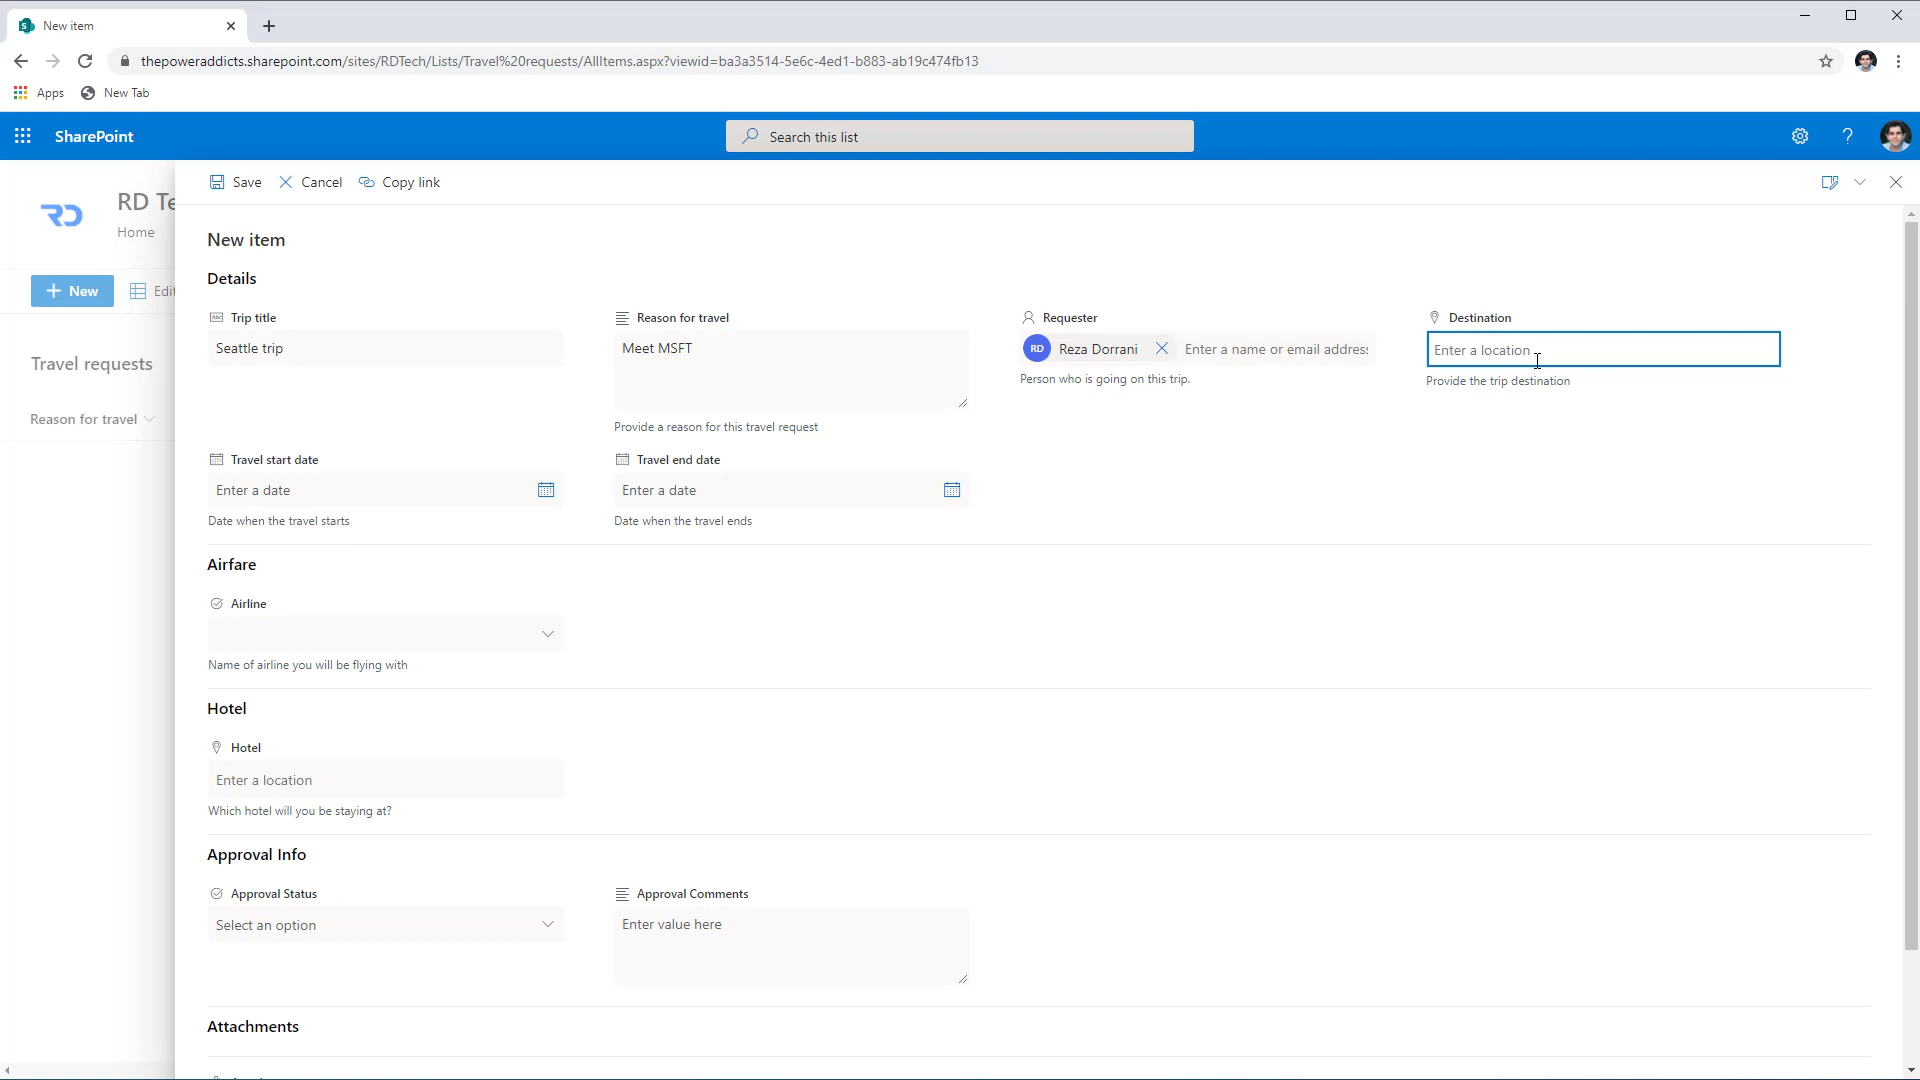 New item
thepoweraddicts.sharepoint.com/sites/RDTech/Lists/Travel%20requests/AllItems.aspx?viewid=ba3a3514-5e6c-4ed1-b883-ab19c474fb13
Apps New Tab
SharePoint Search this list ?
Save Cancel Copy link
RD
RD Te
Home
New Edit
Travel requests
Reason for travel
New item
Details
Abc Trip title Reason for travel Requester Destination
Seattle trip Meet MSFT RD Reza Dorrani Enter a name or email address Enter a location
Person who is going on this trip. Provide the trip destination
Provide a reason for this travel request
Travel start date Travel end date
Enter a date Enter a date
Date when the travel starts Date when the travel ends
Airfare
Airline
Name of airline you will be flying with
Hotel
Hotel
Enter a location
Which hotel will you be staying at?
Approval Info
Approval Status Approval Comments
Select an option Enter value here
Attachments